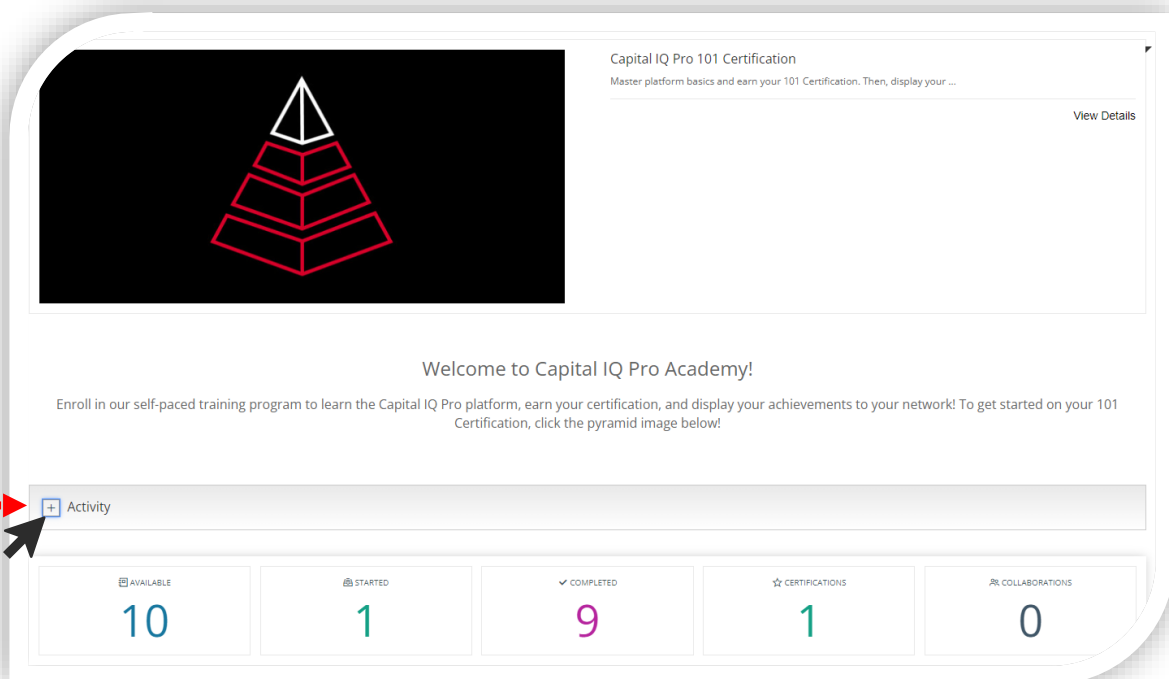 Capital IQ Pro 101 Certification
Master platform basics and earn your 101 Certification. Then, display your ...
View Details
Welcome to Capital IQ Pro Academy!
Enroll in our self-paced training program to learn the Capital IQ Pro platform, earn your certification, and display your achievements to your network! To get started on your 101
Certification, click the pyramid image below!
+ Activity
AVAILABLE
10
STARTED
1
COMPLETED
9
CERTIFICATIONS
1
COLLABORATIONS
0